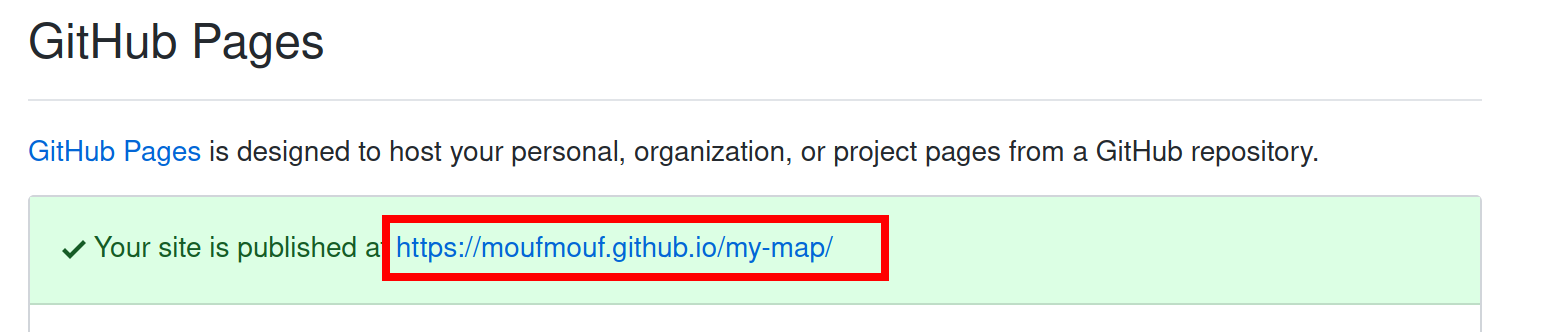 GitHub Pages
GitHub Pages is designed to host your personal, organization, or project pages from a GitHub repository.
Your site is published at https://moufmouf.github.io/my-map/